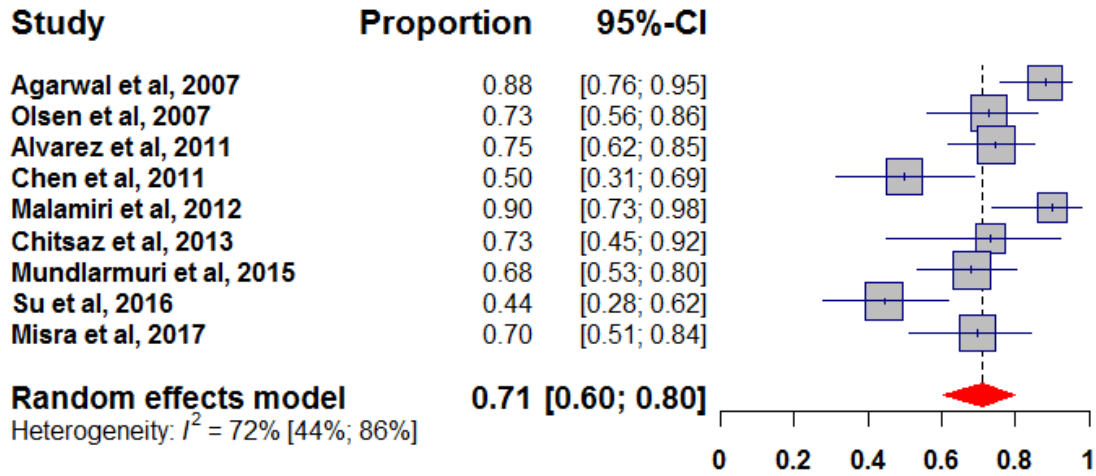 Study Proportion 95%-CI
Agarwal et al, 2007 0.88 [0.76; 0.95]
Olsen et al, 2007 0.73 [0.56; 0.86]
Alvarez et al, 2011 0.75 [0.62; 0.85]
Chen et al, 2011 0.50 [0.31; 0.69]
Malamiri et al, 2012 0.90 [0.73; 0.98]
Chitsaz et al, 2013 0.73 [0.45; 0.92]
Mundlarmuri et al, 2015 0.68 [0.53; 0.80]
Su et al, 2016 0.44 [0.28; 0.62]
Misra et al, 2017 0.70 [0.51; 0.84]
Random effects model 0.71 [0.60; 0.80]
Heterogeneity: I² = 72% [44%; 86%]
0 0.2 0.4 0.6 0.8 1